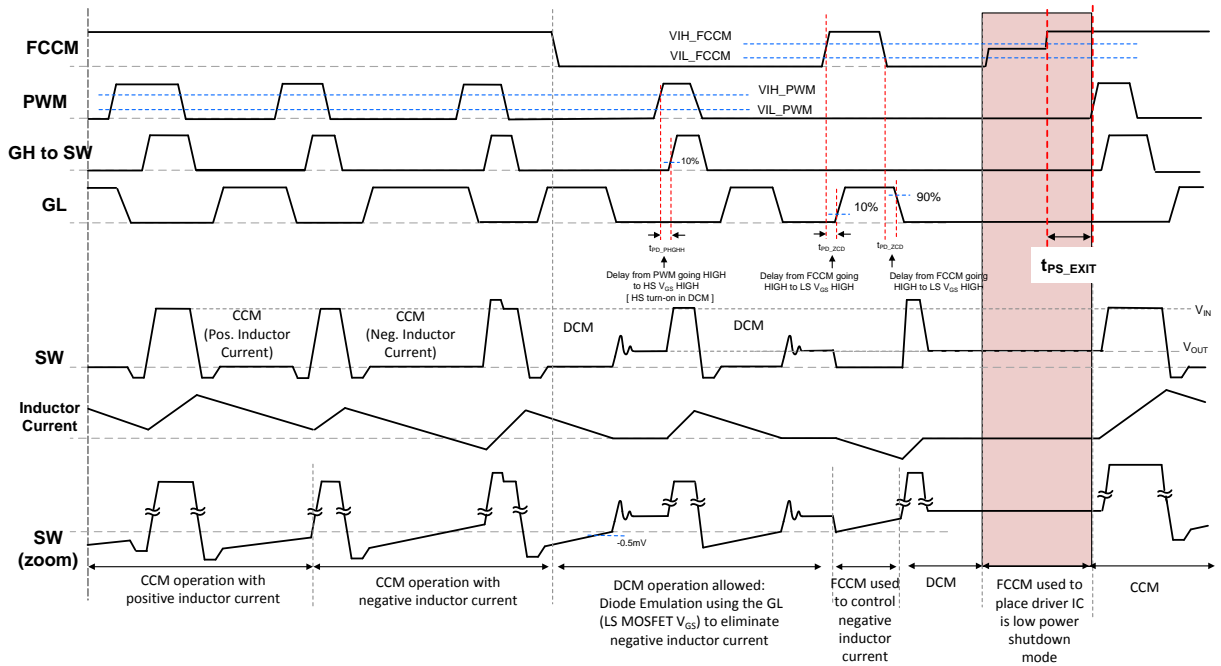 FCCM
VIH_FCCM
VIL_FCCM
PWM
VIH_PWM
VIL_PWM
GH to SW
10%
GL
10%
90%
tPD_PHGHH
tPD_ZCD
tPD_ZCD
tPS_EXIT
Delay from PWM going HIGH
to HS VGS HIGH
[ HS turn-on in DCM ]
Delay from FCCM going
HIGH to LS VGS HIGH
Delay from FCCM going
HIGH to LS VGS HIGH
CCM
(Pos. Inductor
Current)
CCM
(Neg. Inductor
Current)
DCM
DCM
VIN
VOUT
SW
Inductor
Current
SW
(zoom)
-0.5mV
CCM operation with
positive inductor current
CCM operation with
negative inductor current
DCM operation allowed:
Diode Emulation using the GL
(LS MOSFET VGS) to eliminate
negative inductor current
FCCM used
to control
negative
inductor
current
DCM
FCCM used to
place driver IC
is low power
shutdown
mode
CCM